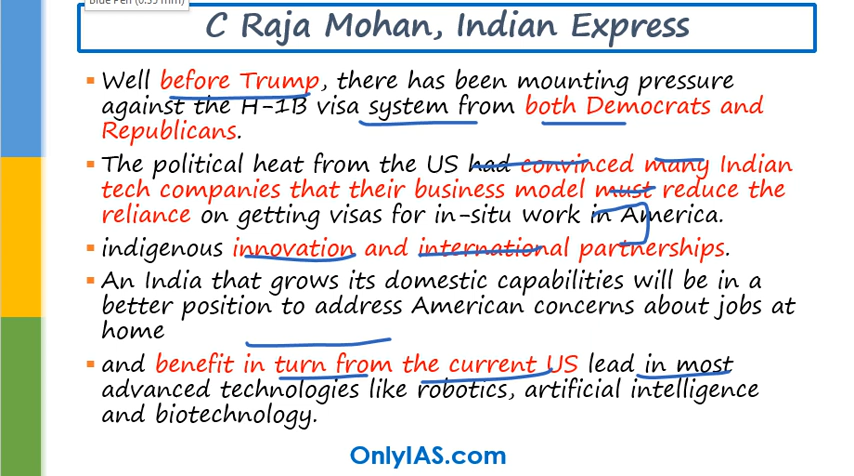 Blue Pen (0.35 mm)
C Raja Mohan, Indian Express
▪ Well before Trump, there has been mounting pressure
against the H-1B visa system from both Democrats and
Republicans.
▪ The political heat from the US had convinced many Indian
tech companies that their business model must reduce the
reliance on getting visas for in-situ work in America.
▪ indigenous innovation and international partnerships.
▪ An India that grows its domestic capabilities will be in a
better position to address American concerns about jobs at
home
▪ and benefit in turn from the current US lead in most
advanced technologies like robotics, artificial intelligence
and biotechnology.
OnlyIAS.com